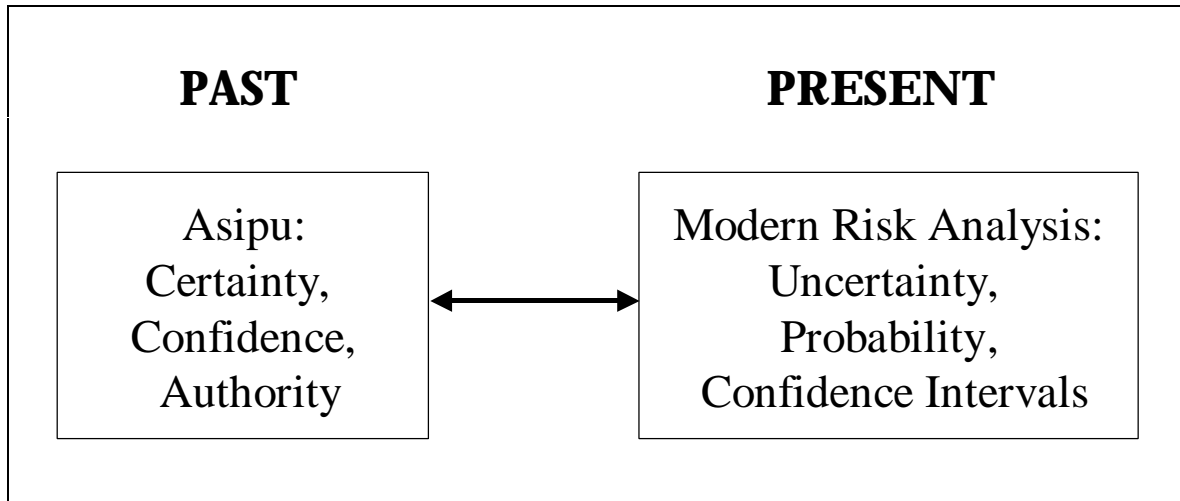 PAST
PRESENT
Asipu:
Certainty,
Confidence,
Authority
Modern Risk Analysis:
Uncertainty,
Probability,
Confidence Intervals